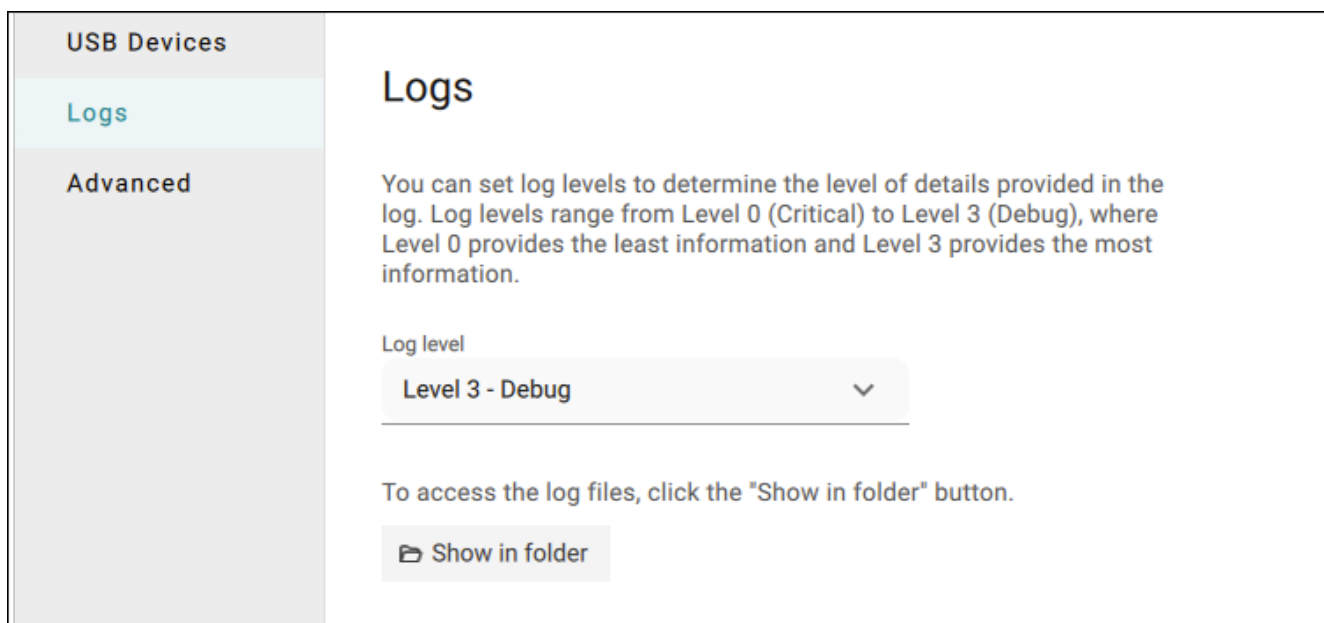 USB Devices
Logs
Advanced
Logs
You can set log levels to determine the level of details provided in the
log. Log levels range from Level 0 (Critical) to Level 3 (Debug), where
Level 0 provides the least information and Level 3 provides the most
information.
Log level
Level 3 - Debug
To access the log files, click the "Show in folder" button.
Show in folder